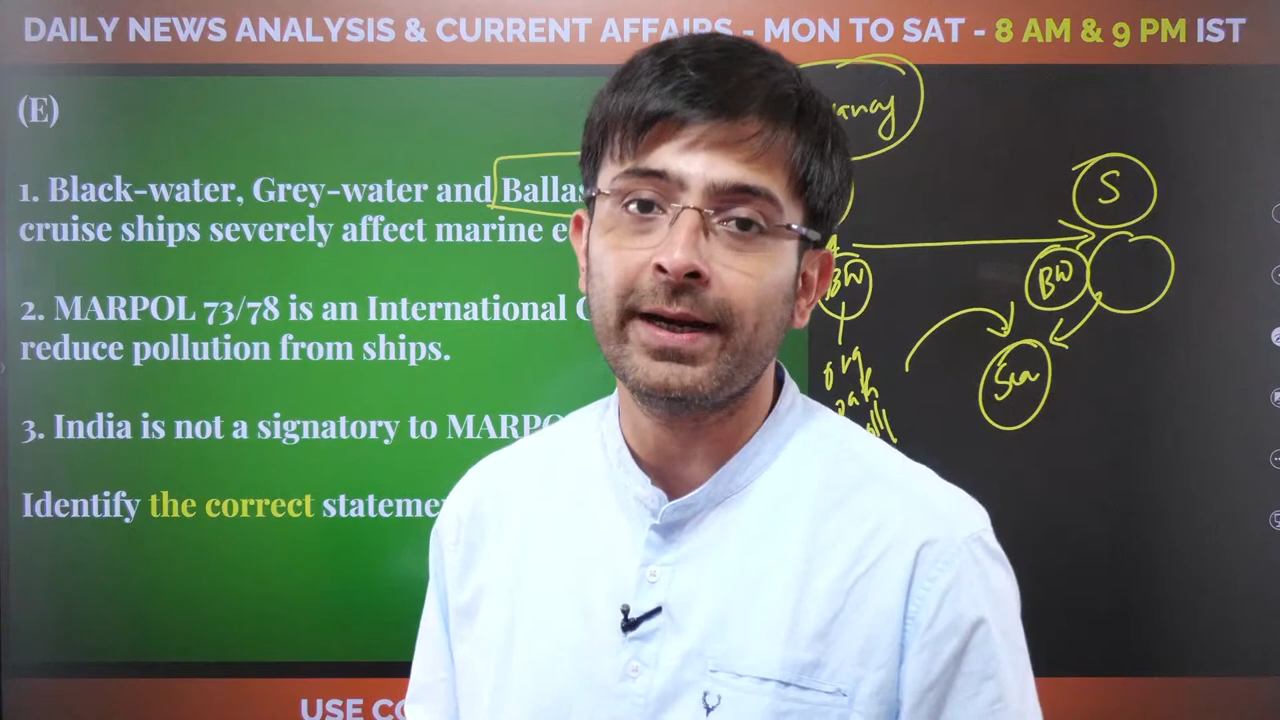 DAILY NEWS ANALYSIS & CURRENT AFFAIRS - MON TO SAT - 8 AM & 9 PM IST
(E)
1. Black-water, Grey-water and Ballas
cruise ships severely affect marine e
2. MARPOL 73/78 is an International
reduce pollution from ships.
3. India is not a signatory to MARPO
Identify the correct stateme
S
BW
BW
Sea
org
USE CO